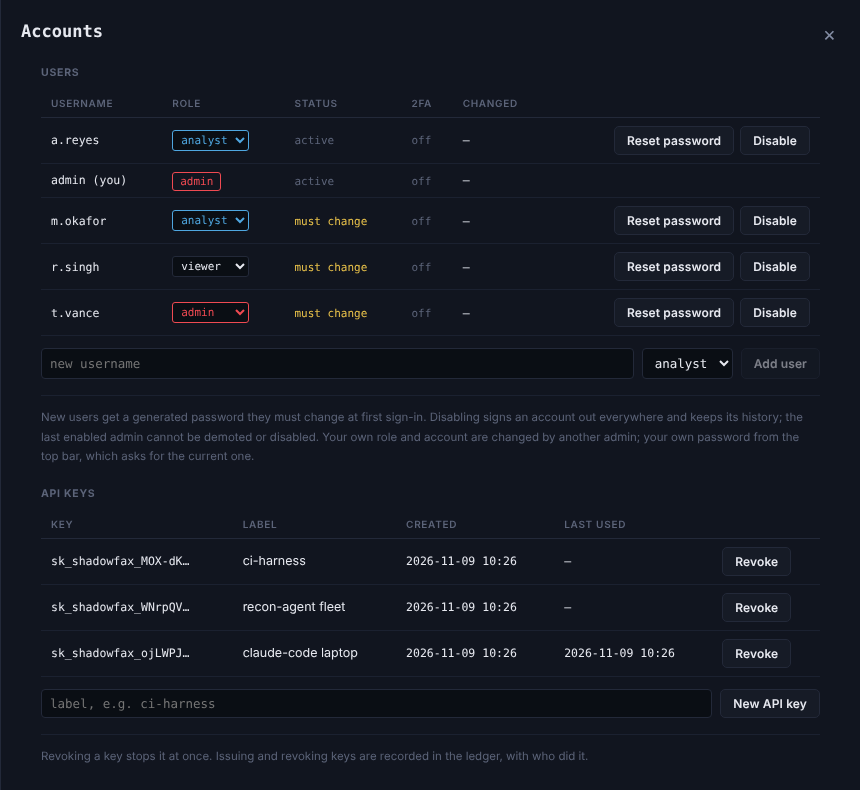 Accounts
×
USERS
USERNAME ROLE STATUS 2FA CHANGED
a.reyes analyst active off — Reset password Disable
admin (you) admin active off —
m.okafor analyst must change off — Reset password Disable
r.singh viewer must change off — Reset password Disable
t.vance admin must change off — Reset password Disable
new username analyst Add user
New users get a generated password they must change at first sign-in. Disabling signs an account out everywhere and keeps its history; the
last enabled admin cannot be demoted or disabled. Your own role and account are changed by another admin; your own password from the
top bar, which asks for the current one.
API KEYS
KEY LABEL CREATED LAST USED
sk_shadowfax_MOX-dK… ci-harness 2026-11-09 10:26 — Revoke
sk_shadowfax_WNrpQV… recon-agent fleet 2026-11-09 10:26 — Revoke
sk_shadowfax_ojLWPJ… claude-code laptop 2026-11-09 10:26 2026-11-09 10:26 Revoke
label, e.g. ci-harness New API key
Revoking a key stops it at once. Issuing and revoking keys are recorded in the ledger, with who did it.